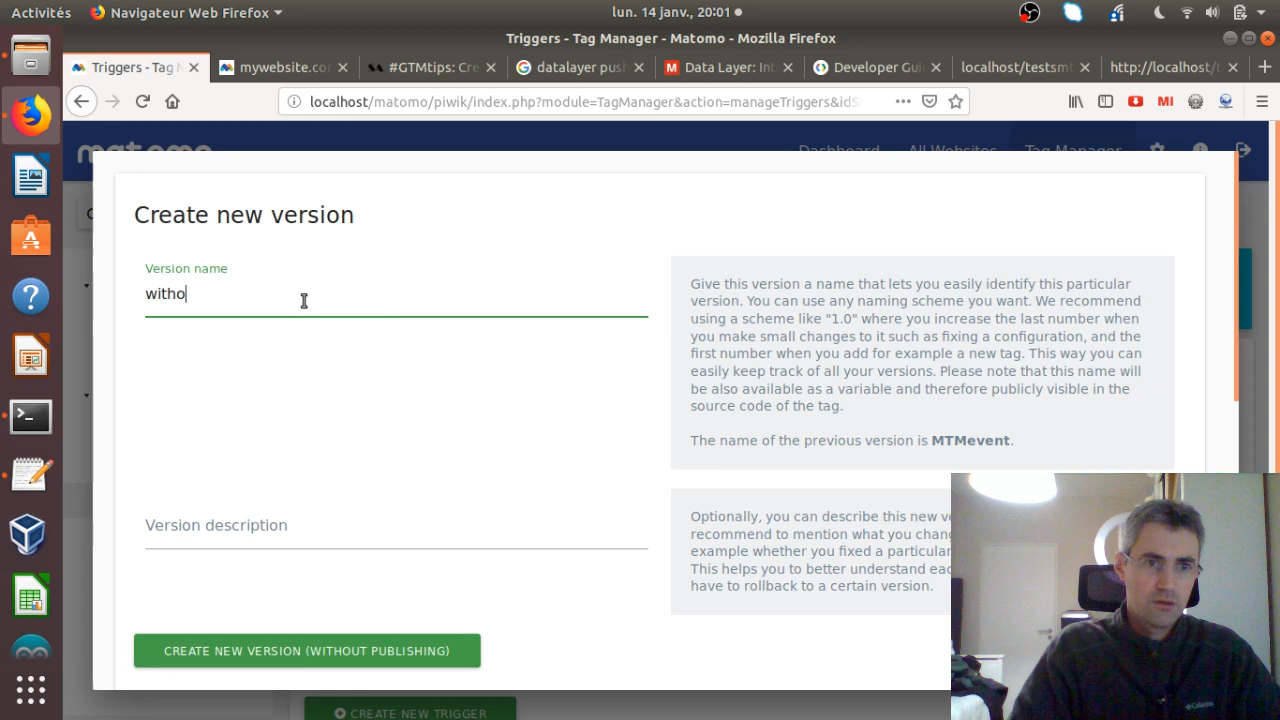 Activités
Navigateur Web Firefox
lun. 14 janv., 20:01
Triggers - Tag Manager - Matomo - Mozilla Firefox
Triggers - Tag M
mywebsite.co
#GTMtips: Cre
datalayer pus
Data Layer: Int
Developer Gui
localhost/testsmt
http://localhost/t
localhost/matomo/piwik/index.php?module=TagManager&action=manageTriggers&idS
matomo
Dashboard
All Websites
Tag Manager
Create new version
Version name
witho
Give this version a name that lets you easily identify this particular
version. You can use any naming scheme you want. We recommend
using a scheme like "1.0" where you increase the last number when
you make small changes to it such as fixing a configuration, and the
first number when you add for example a new tag. This way you can
easily keep track of all your versions. Please note that this name will
be also available as a variable and therefore publicly visible in the
source code of the tag.
The name of the previous version is MTMevent.
Version description
Optionally, you can describe this new ve
recommend to mention what you chang
example whether you fixed a particular
This helps you to better understand eac
have to rollback to a certain version.
CREATE NEW VERSION (WITHOUT PUBLISHING)
CREATE NEW TRIGGER